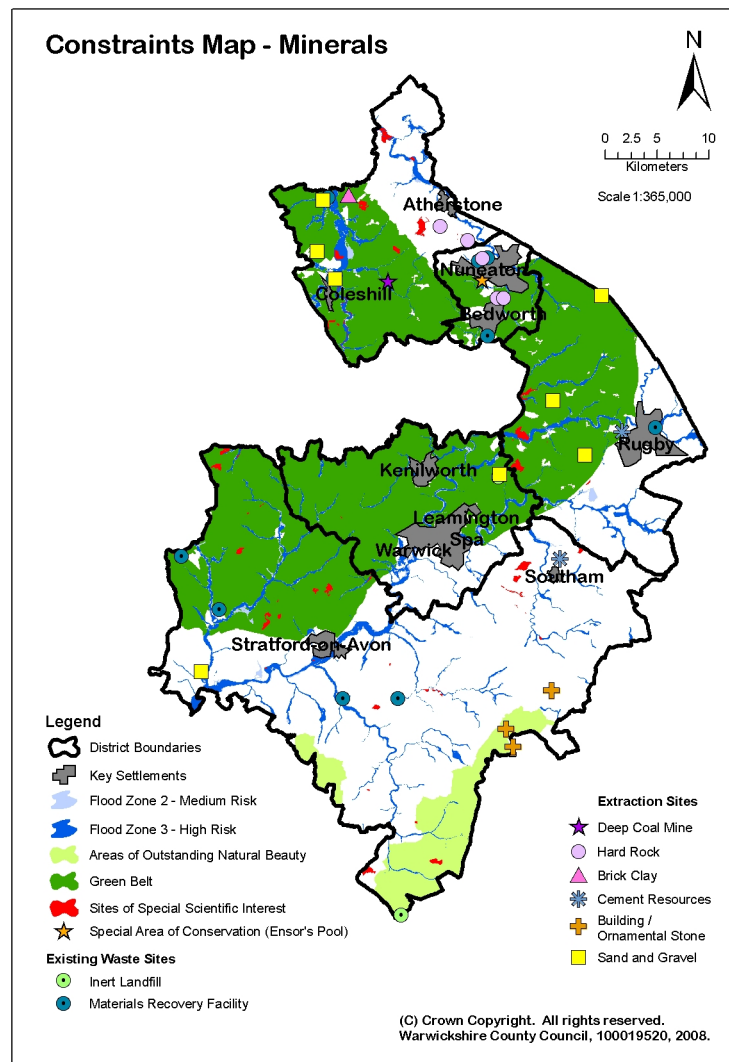 Constraints Map - Minerals
N
0 2.5 5 10
Kilometers
Scale 1:365,000
Atherstone
Nuneaton
Coleshill
Bedworth
Rugby
Kenilworth
Leamington
Spa
Warwick
Southam
Stratford-on-Avon
Legend
District Boundaries
Key Settlements
Flood Zone 2 - Medium Risk
Flood Zone 3 - High Risk
Areas of Outstanding Natural Beauty
Green Belt
Sites of Special Scientific Interest
Special Area of Conservation (Ensor's Pool)
Existing Waste Sites
Inert Landfill
Materials Recovery Facility
Extraction Sites
Deep Coal Mine
Hard Rock
Brick Clay
Cement Resources
Building /
Ornamental Stone
Sand and Gravel
(C) Crown Copyright. All rights reserved.
Warwickshire County Council, 100019520, 2008.